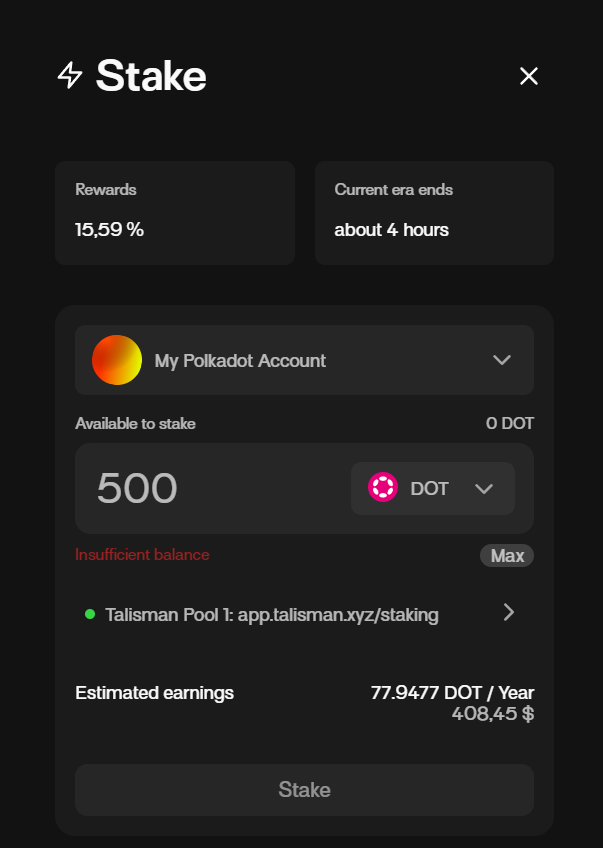 Stake
Rewards
15,59 %
Current era ends
about 4 hours
My Polkadot Account
Available to stake
0 DOT
500
DOT
Insufficient balance
Max
Talisman Pool 1: app.talisman.xyz/staking
Estimated earnings
77.9477 DOT / Year
408,45 $
Stake